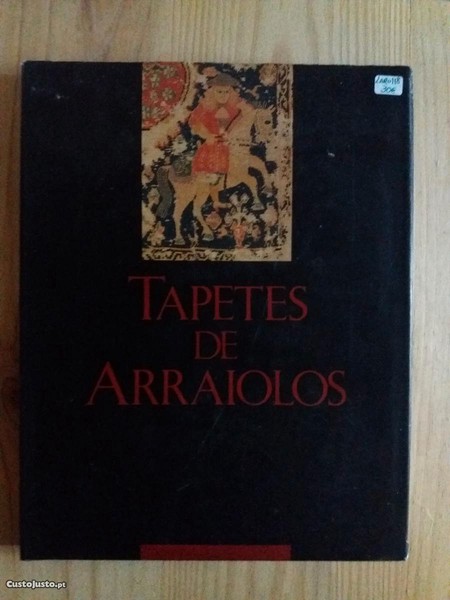 TAPETES
DE
ARRAIOLOS
CustoJusto.pt